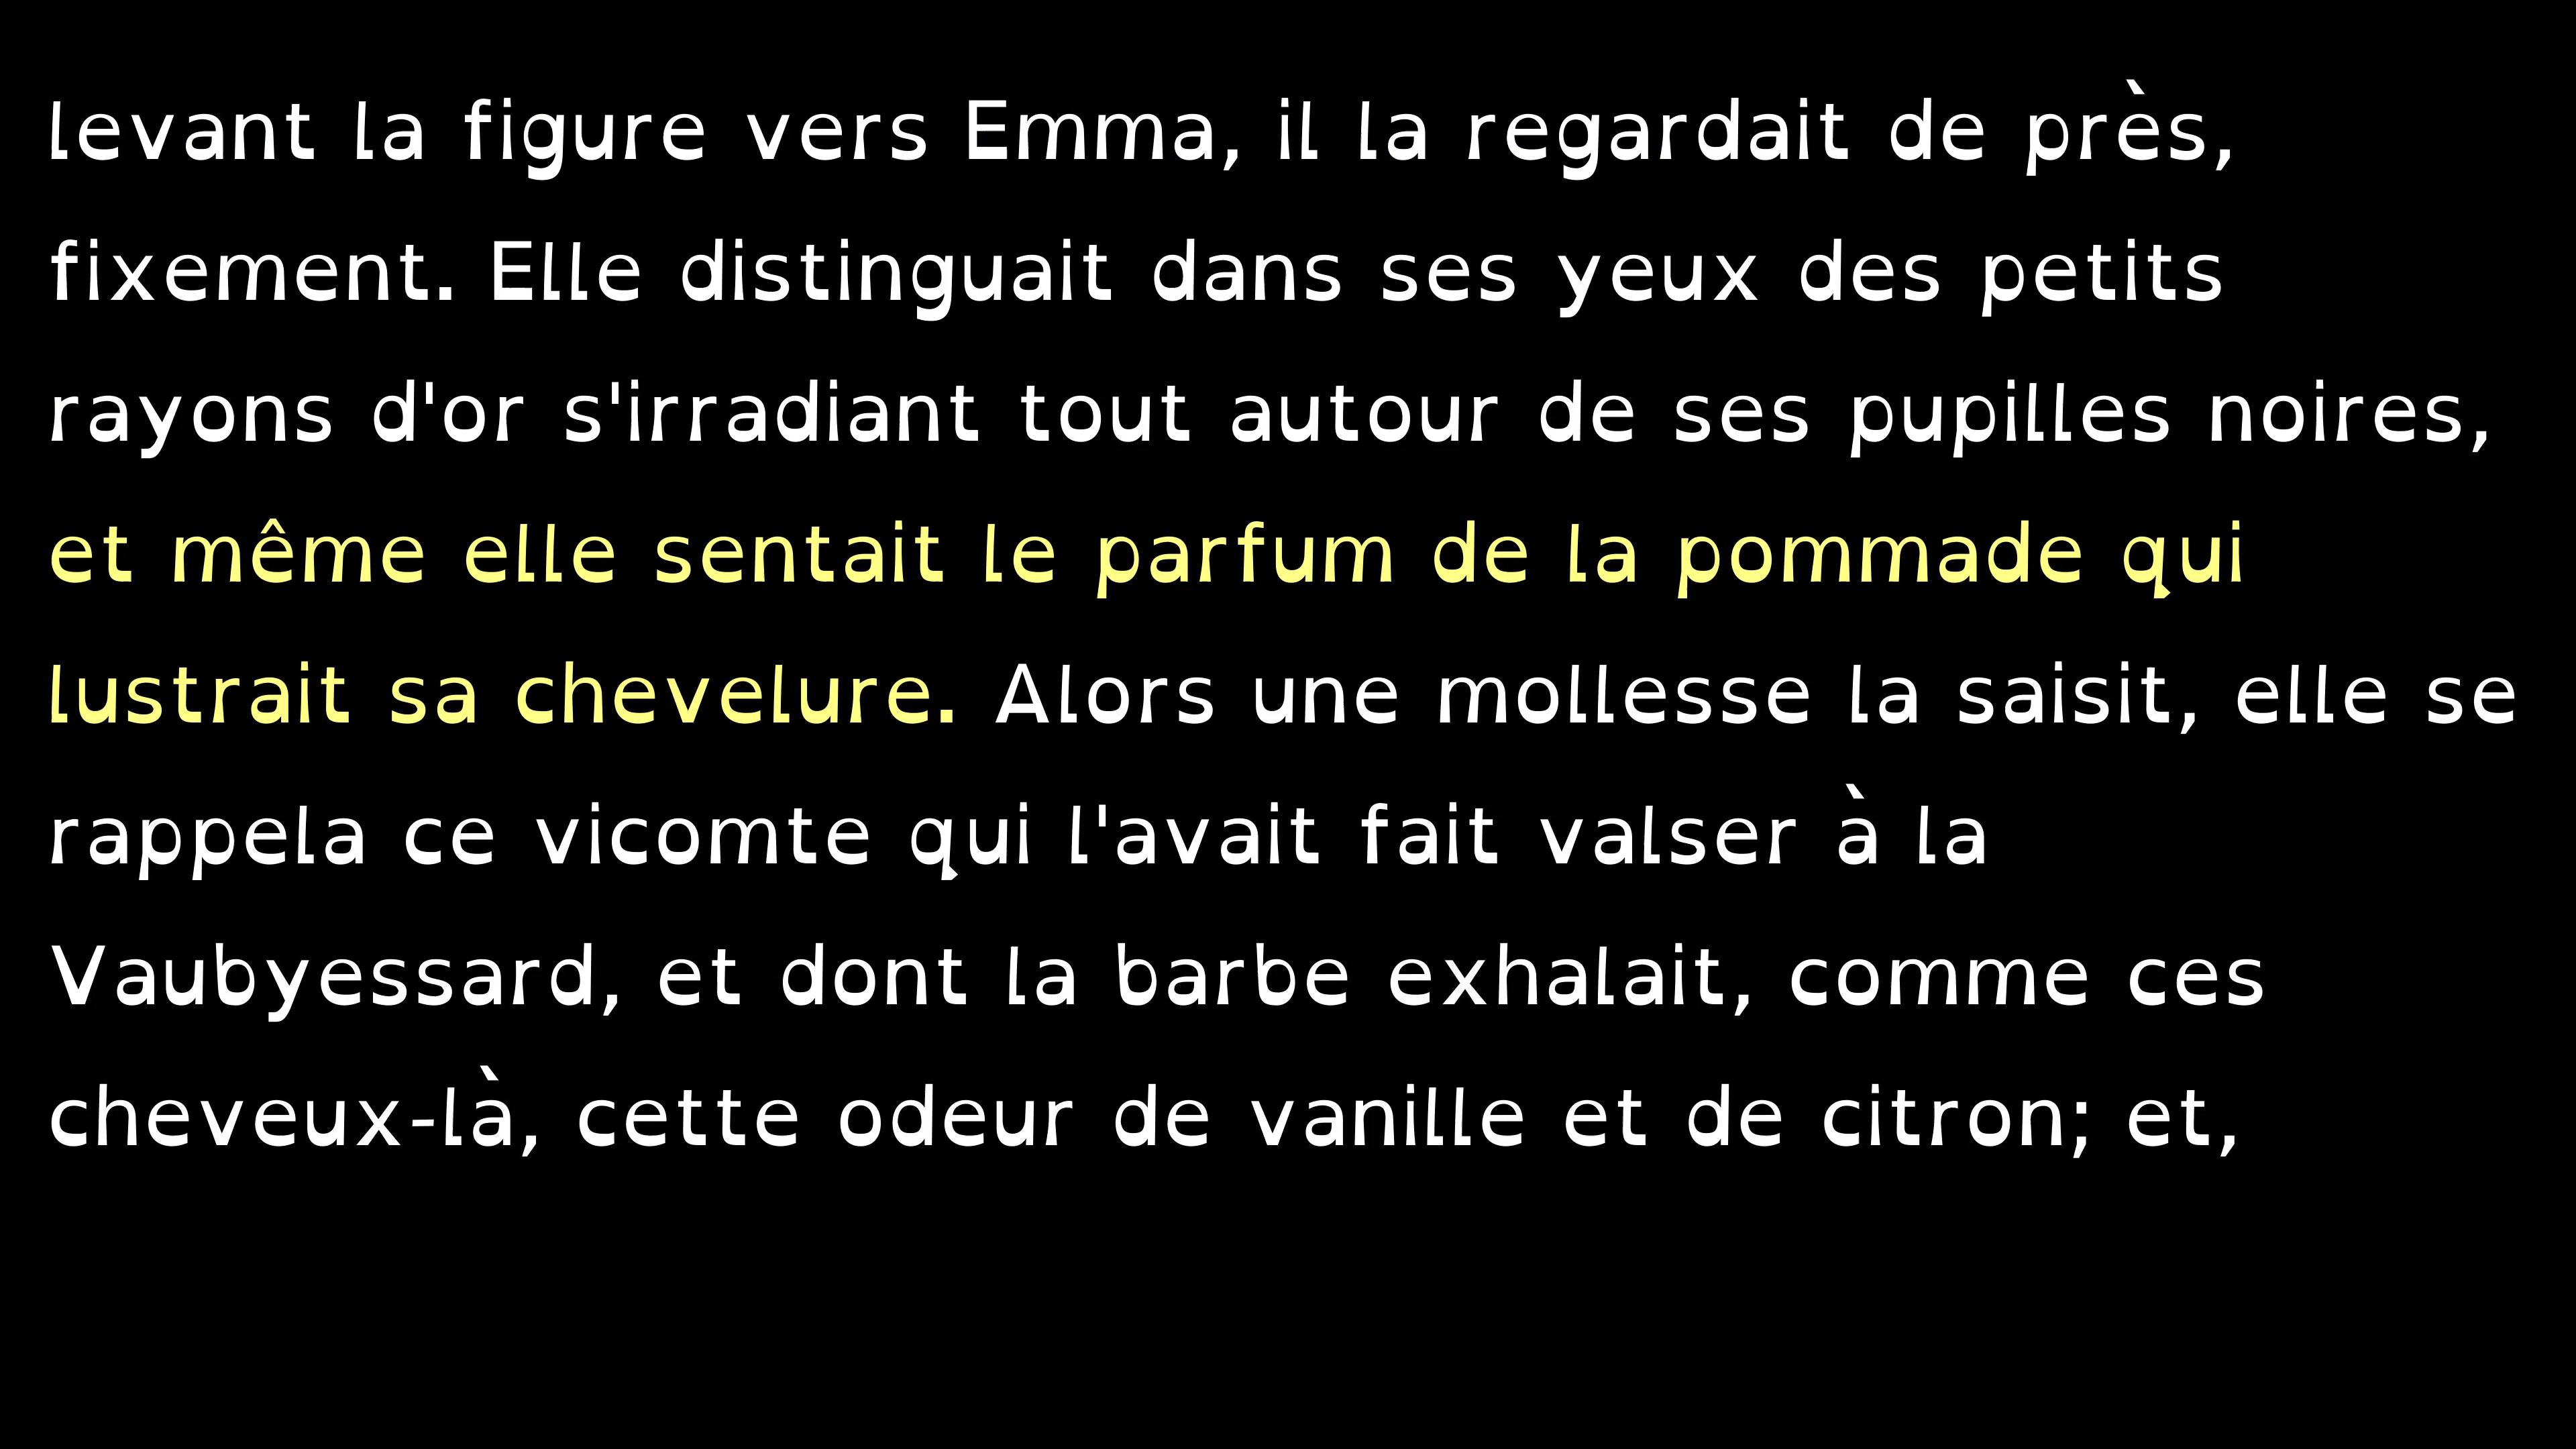 levant la figure vers Emma, il la regardait de près,
fixement. Elle distinguait dans ses yeux des petits
rayons d'or s'irradiant tout autour de ses pupilles noires,
et même elle sentait le parfum de la pommade qui
lustrait sa chevelure. Alors une mollesse la saisit, elle se
rappela ce vicomte qui l'avait fait valser à la
Vaubyessard, et dont la barbe exhalait, comme ces
cheveux-là, cette odeur de vanille et de citron; et,